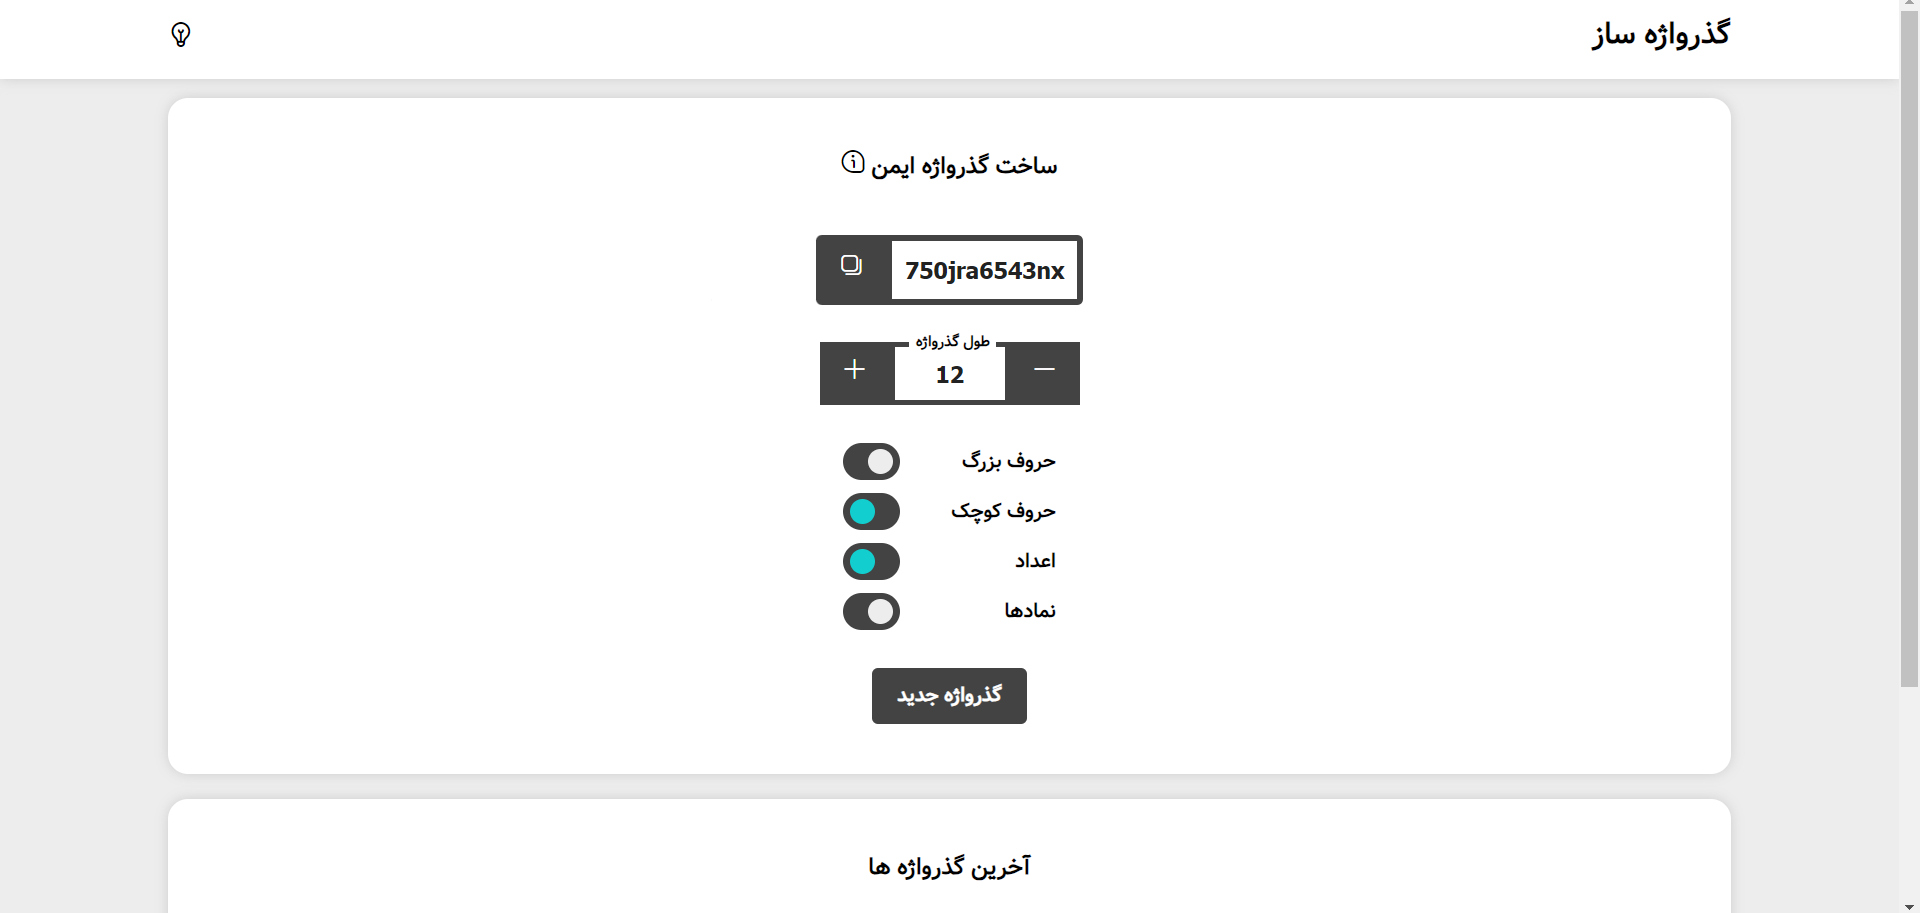 گذرواژه ساز
ساخت گذرواژه ایمن
750jra6543nx
طول گذرواژه
12
حروف بزرگ
حروف کوچک
اعداد
نمادها
گذرواژه جدید
آخرین گذرواژه ها